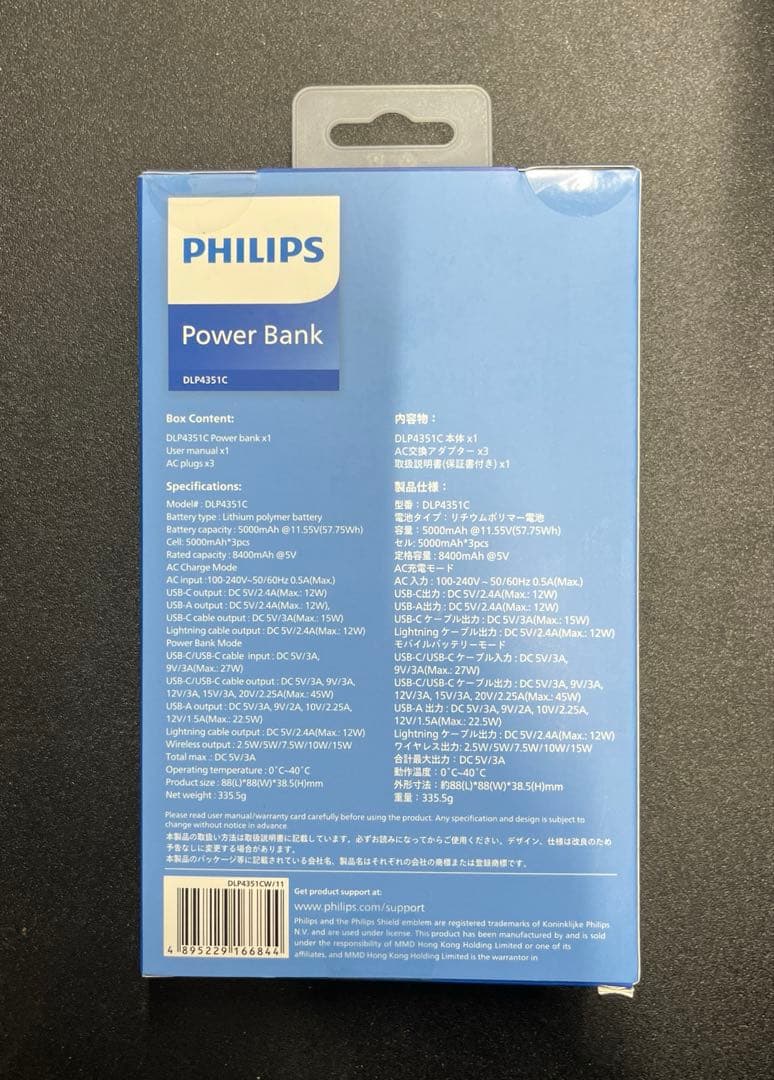 PHILIPS
Power Bank
DLP4351C
Box Content:
DLP4351C Power bank x1
User manual x1
AC plugs x3
Specifications:
Model# : DLP4351C
Battery type : Lithium polymer battery
Battery capacity : 5000mAh @11.55V(57.75Wh)
Cell: 5000mAh*3pcs
Rated capacity : 8400mAh @5V
AC Charge Mode
AC input :100-240V~50/60Hz 0.5A(Max.)
USB-C output : DC 5V/2.4A(Max.: 12W)
USB-A output : DC 5V/2.4A(Max.: 12W),
USB-C cable output : DC 5V/3A(Max.: 15W)
Lightning cable output : DC 5V/2.4A(Max.: 12W)
Power Bank Mode
USB-C/USB-C cable input : DC 5V/3A,
9V/3A(Max.: 27W)
USB-C/USB-C cable output : DC 5V/3A, 9V/3A,
12V/3A, 15V/3A, 20V/2.25A(Max.: 45W)
USB-A output : DC 5V/3A, 9V/2A, 10V/2.25A,
12V/1.5A(Max.: 22.5W)
Lightning cable output : DC 5V/2.4A(Max.: 12W)
Wireless output : 2.5W/5W/7.5W/10W/15W
Total max .: DC 5V/3A
Operating temperature : 0˚C~40˚C
Product size : 88(L)*88(W)*38.5(H)mm
Net weight : 335.5g
内容物：
DLP4351C 本体 x1
AC交換アダプター x3
取扱説明書(保証書付き) x1
製品仕様：
型番：DLP4351C
電池タイプ：リチウムポリマー電池
容量：5000mAh @11.55V(57.75Wh)
セル: 5000mAh*3pcs
定格容量 : 8400mAh @5V
AC充電モード
AC 入力 : 100-240V ~ 50/60Hz 0.5A(Max.)
USB-C出力 : DC 5V/2.4A(Max.: 12W)
USB-A出力 : DC 5V/2.4A(Max.: 12W)
USB-C ケーブル出力 : DC 5V/3A(Max.: 15W)
Lightning ケーブル出力 : DC 5V/2.4A(Max.: 12W)
モバイルバッテリーモード
USB-C/USB-C ケーブル入力 : DC 5V/3A,
9V/3A(Max.: 27W)
USB-C/USB-C ケーブル出力 : DC 5V/3A, 9V/3A,
12V/3A, 15V/3A, 20V/2.25A(Max.: 45W)
USB-A 出力 : DC 5V/3A, 9V/2A, 10V/2.25A,
12V/1.5A(Max.: 22.5W)
Lightning ケーブル出力 : DC 5V/2.4A(Max.: 12W)
ワイヤレス出力 : 2.5W/5W/7.5W/10W/15W
合計最大出力 : DC 5V/3A
動作温度：0˚C~40˚C
外形寸法：約88(L)*88(W)*38.5(H)mm
重量：335.5g
Please read user manual/warranty card carefully before using the product. Any specification and design is subject to
change without notice in advance.
本製品の取扱い方法は取扱説明書に記載しています。必ずお読みになってからご使用ください。デザイン、仕様は改良のため
予告なしに変更する場合があります。
本製品のパッケージ等に記載されている会社名、製品名はそれぞれの会社の商標または登録商標です。
DLP4351CW/11
4 895229 166844
Get product support at:
www.philips.com/support
Philips and the Philips Shield emblem are registered trademarks of Koninklijke Philips
N.V. and are used under license. This product has been manufactured by and is sold
under the responsibility of MMD Hong Kong Holding Limited or one of its
affiliates, and MMD Hong Kong Holding Limited is the warrantor in